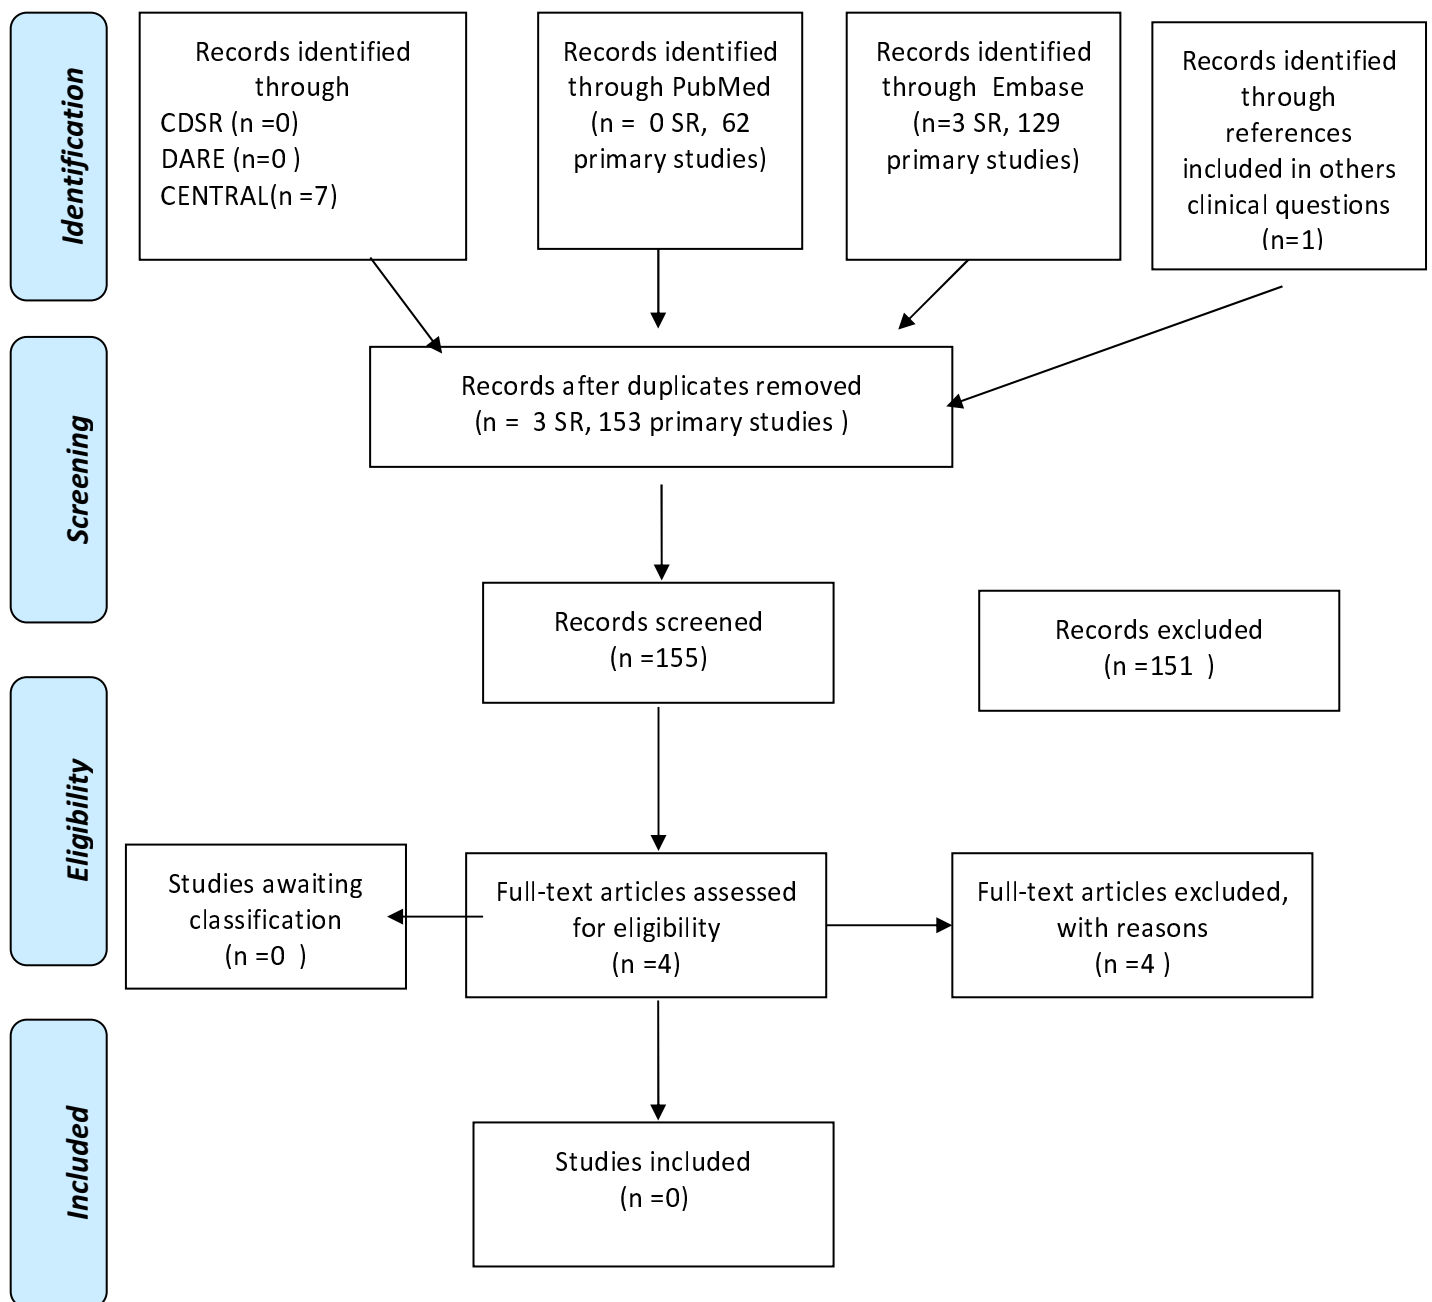 Identification
Records identified
through
CDSR (n =0)
DARE (n=0 )
CENTRAL(n =7)
Records identified
through PubMed
(n =  0 SR,  62
primary studies)
Records identified
through  Embase
(n=3 SR, 129
primary studies)
Records identified
through
references
included in others
clinical questions
(n=1)
Screening
Records after duplicates removed
(n =  3 SR, 153 primary studies )
Records screened
(n =155)
Records excluded
(n =151  )
Eligibility
Studies awaiting
classification
(n =0  )
Full-text articles assessed
for eligibility
(n =4)
Full-text articles excluded,
with reasons
(n =4 )
Included
Studies included
(n =0)